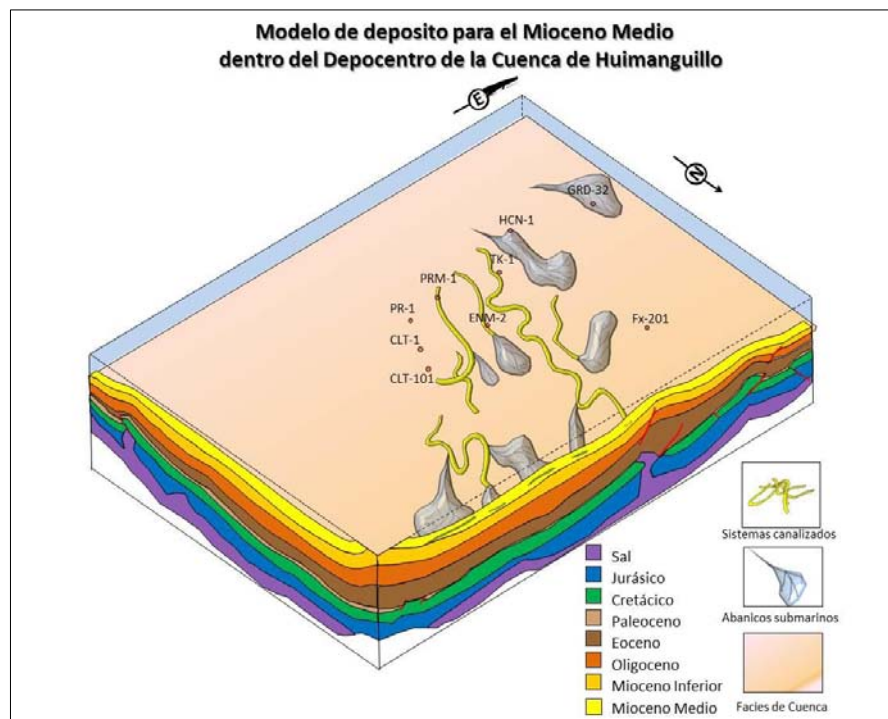 Modelo de deposito para el Mioceno Medio
dentro del Depocentro de la Cuenca de Huimanguillo
E
N
GRD-32
HCN-1
TK-1
PRM-1
PR-1
ENM-2
Fx-201
CLT-1
CLT-101
Sal
Jurásico
Cretácico
Paleoceno
Eoceno
Oligoceno
Mioceno Inferior
Mioceno Medio
Sistemas canalizados
Abanicos submarinos
Facies de Cuenca